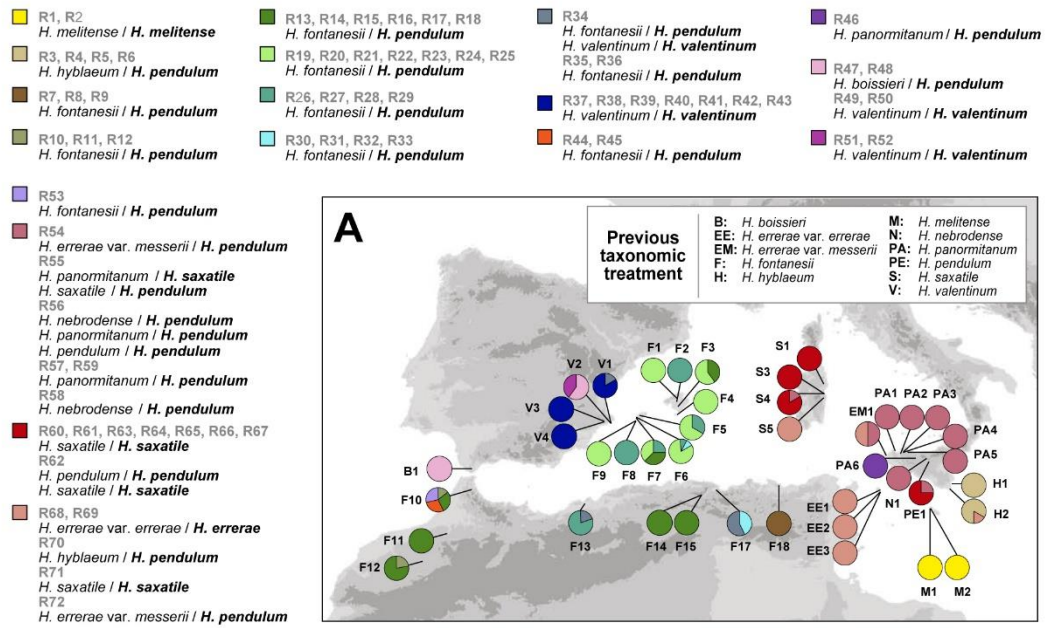 R1, R2
H. melitense / H. melitense
R3, R4, R5, R6
H. hyblaeum / H. pendulum
R7, R8, R9
H. fontanesii / H. pendulum
R10, R11, R12
H. fontanesii / H. pendulum
R13, R14, R15, R16, R17, R18
H. fontanesii / H. pendulum
R19, R20, R21, R22, R23, R24, R25
H. fontanesii / H. pendulum
R26, R27, R28, R29
H. fontanesii / H. pendulum
R30, R31, R32, R33
H. fontanesii / H. pendulum
R34
H. fontanesii / H. pendulum
H. valentinum / H. valentinum
R35, R36
H. fontanesii / H. pendulum
R37, R38, R39, R40, R41, R42, R43
H. valentinum / H. valentinum
R44, R45
H. fontanesii / H. pendulum
R46
H. panormitanum / H. pendulum
R47, R48
H. boissieri / H. pendulum
R49, R50
H. valentinum / H. valentinum
R51, R52
H. valentinum / H. valentinum
R53
H. fontanesii / H. pendulum
R54
H. errerae var. messerii / H. pendulum
R55
H. panormitanum / H. saxatile
H. saxatile / H. pendulum
R56
H. nebrodense / H. pendulum
H. panormitanum / H. pendulum
H. pendulum / H. pendulum
R57, R59
H. panormitanum / H. pendulum
R58
H. nebrodense / H. pendulum
R60, R61, R63, R64, R65, R66, R67
H. saxatile / H. saxatile
R62
H. pendulum / H. pendulum
H. saxatile / H. saxatile
R68, R69
H. errerae var. errerae / H. errerae
R70
H. hyblaeum / H. pendulum
R71
H. saxatile / H. saxatile
R72
H. errerae var. messerii / H. pendulum
A
Previous
taxonomic
treatment
B: H. boissieri
EE: H. errerae var. errerae
EM: H. errerae var. messerii
F: H. fontanesii
H: H. hyblaeum
M: H. melitense
N: H. nebrodense
PA: H. panormitanum
PE: H. pendulum
S: H. saxatile
V: H. valentinum
F1
F2
F3
S1
V2
V1
S3
PA1
PA2
PA3
V3
F4
S4
EM1
PA4
V4
F5
S5
PA5
B1
F9
F8
F7
F6
PA6
H1
F10
N1
PE1
H2
EE1
F11
EE2
F12
F13
F14
F15
F17
F18
EE3
M1
M2